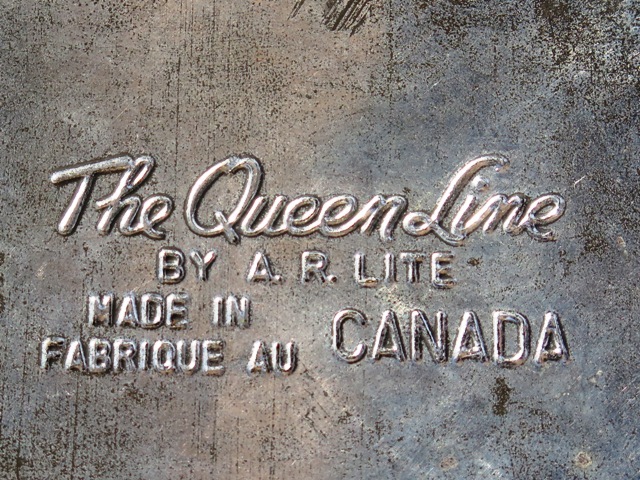 The Queen Line
BY A. R. LITE
MADE IN
FABRIQUE AU CANADA